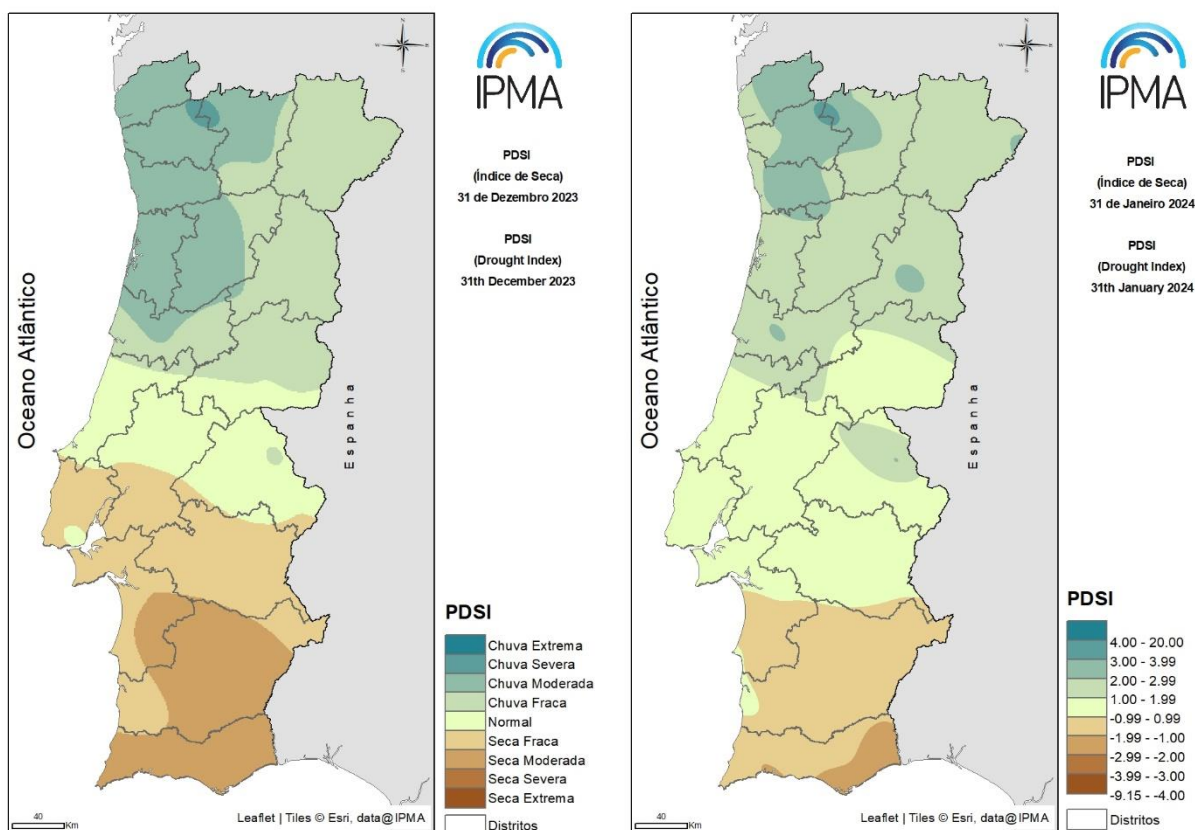 N
W
E
S
IPMA
PDSI
(Índice de Seca)
31 de Dezembro 2023
PDSI
(Drought Index)
31th December 2023
Oceano Atlântico
Espanha
PDSI
Chuva Extrema
Chuva Severa
Chuva Moderada
Chuva Fraca
Normal
Seca Fraca
Seca Moderada
Seca Severa
Seca Extrema
Distritos
40
Km
Leaflet | Tiles © Esri, data@IPMA
N
W
E
S
IPMA
PDSI
(Índice de Seca)
31 de Janeiro 2024
PDSI
(Drought Index)
31th January 2024
Oceano Atlântico
Espanha
PDSI
4.00 - 20.00
3.00 - 3.99
2.00 - 2.99
1.00 - 1.99
-0.99 - 0.99
-1.99 - -1.00
-2.99 - -2.00
-3.99 - -3.00
-9.15 - -4.00
Distritos
40
Km
Leaflet | Tiles © Esri, data@IPMA